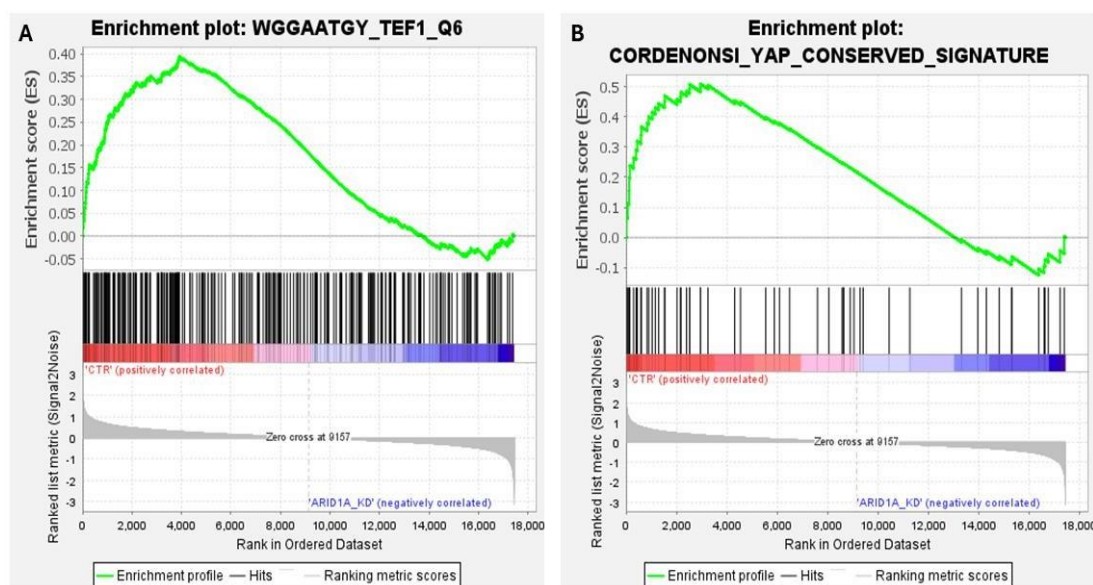 A
Enrichment plot: WGGAATGY_TEF1_Q6
Enrichment score (ES)
0.40
0.35
0.30
0.25
0.20
0.15
0.10
0.05
0.00
-0.05
'CTR' (positively correlated)
Ranked list metric (Signal2Noise)
3
2
1
0
-1
-2
-3
Zero cross at 9157
'ARID1A_KD' (negatively correlated)
0 2,000 4,000 6,000 8,000 10,000 12,000 14,000 16,000 18,000
Rank in Ordered Dataset
Enrichment profile Hits Ranking metric scores
B
Enrichment plot:
CORDENONSI_YAP_CONSERVED_SIGNATURE
Enrichment score (ES)
0.5
0.4
0.3
0.2
0.1
0.0
-0.1
'CTR' (positively correlated)
Ranked list metric (Signal2Noise)
3
2
1
0
-1
-2
-3
Zero cross at 9157
'ARID1A_KD' (negatively correlated)
0 2,000 4,000 6,000 8,000 10,000 12,000 14,000 16,000 18,000
Rank in Ordered Dataset
Enrichment profile Hits Ranking metric scores